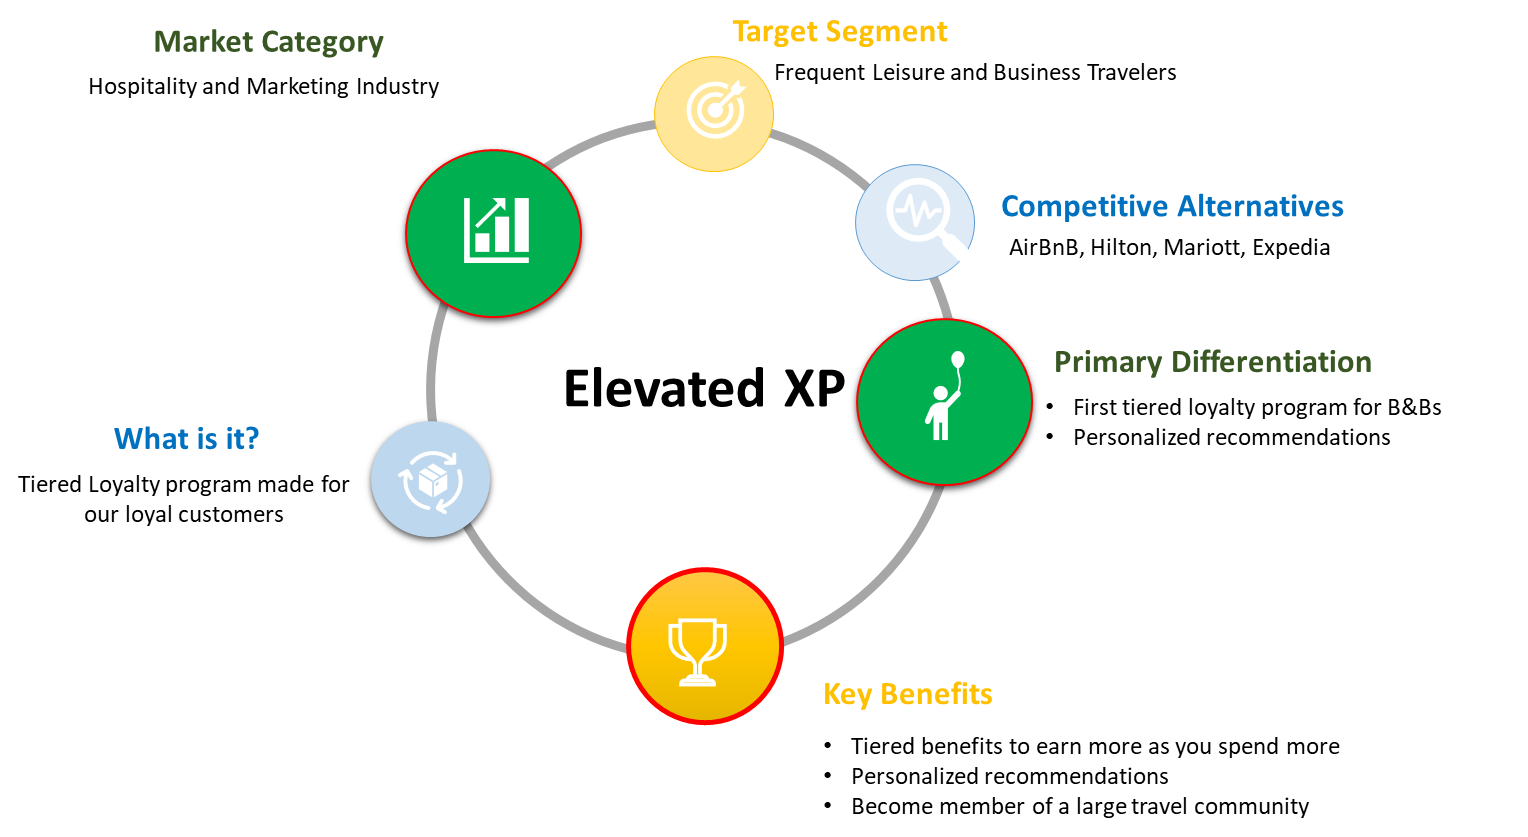 Market Category
Hospitality and Marketing Industry
Target Segment
Frequent Leisure and Business Travelers
Competitive Alternatives
AirBnB, Hilton, Mariott, Expedia
Elevated XP
Primary Differentiation
• First tiered loyalty program for B&Bs
• Personalized recommendations
What is it?
Tiered Loyalty program made for
our loyal customers
Key Benefits
• Tiered benefits to earn more as you spend more
• Personalized recommendations
• Become member of a large travel community